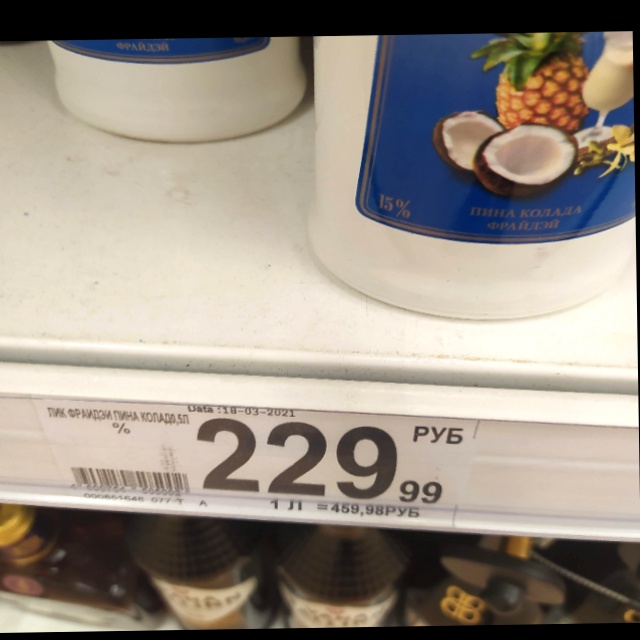 ФРАЙДЭЙ
15%
ПИНА КОЛАДА
ФРАЙДЭЙ
Data :18-03-2021
ЛИК ФРАЙДЭЙ ПИНА КОЛАДА,5Л
%
229 99
РУБ
А
1 Л =459,98РУБ